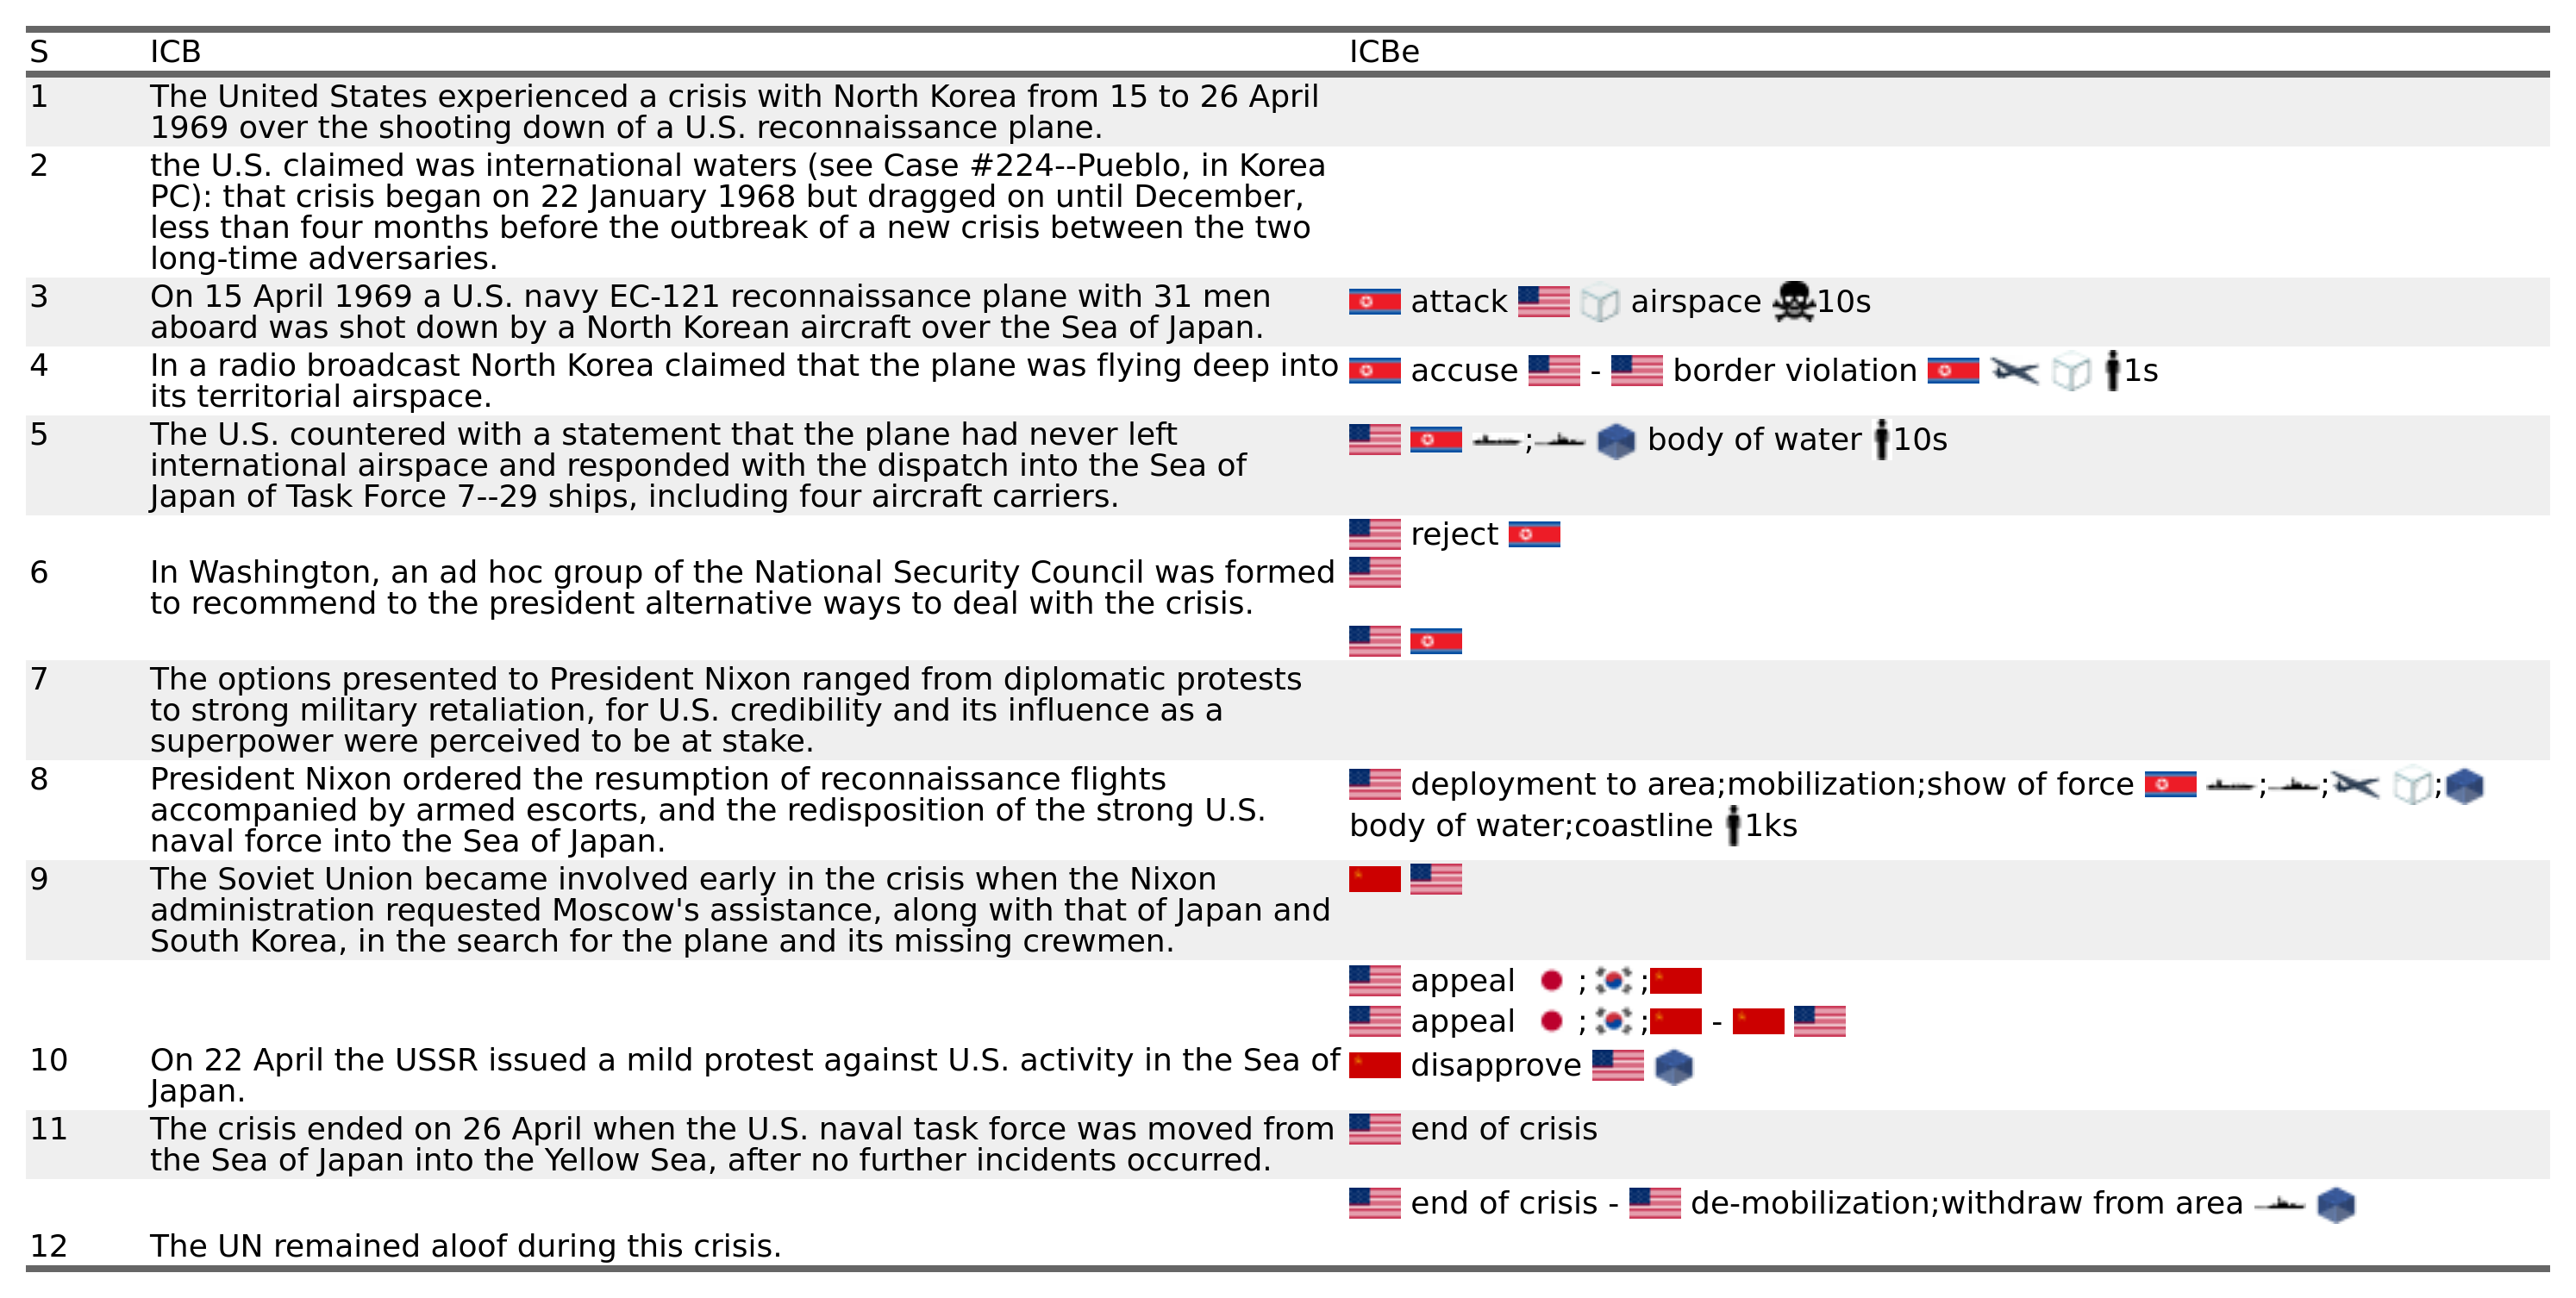 S ICB ICBe
1 The United States experienced a crisis with North Korea from 15 to 26 April
1969 over the shooting down of a U.S. reconnaissance plane.
2 the U.S. claimed was international waters (see Case #224--Pueblo, in Korea
PC): that crisis began on 22 January 1968 but dragged on until December,
less than four months before the outbreak of a new crisis between the two
long-time adversaries.
3 On 15 April 1969 a U.S. navy EC-121 reconnaissance plane with 31 men
aboard was shot down by a North Korean aircraft over the Sea of Japan.
attack airspace 10s
4 In a radio broadcast North Korea claimed that the plane was flying deep into
its territorial airspace.
accuse - border violation 1s
5 The U.S. countered with a statement that the plane had never left
international airspace and responded with the dispatch into the Sea of
Japan of Task Force 7--29 ships, including four aircraft carriers.
; body of water 10s
reject
6 In Washington, an ad hoc group of the National Security Council was formed
to recommend to the president alternative ways to deal with the crisis.
7 The options presented to President Nixon ranged from diplomatic protests
to strong military retaliation, for U.S. credibility and its influence as a
superpower were perceived to be at stake.
8 President Nixon ordered the resumption of reconnaissance flights
accompanied by armed escorts, and the redisposition of the strong U.S.
naval force into the Sea of Japan.
deployment to area;mobilization;show of force ; ; ;
body of water;coastline 1ks
9 The Soviet Union became involved early in the crisis when the Nixon
administration requested Moscow's assistance, along with that of Japan and
South Korea, in the search for the plane and its missing crewmen.
appeal ; ;
appeal ; ; -
10 On 22 April the USSR issued a mild protest against U.S. activity in the Sea of
Japan.
disapprove
11 The crisis ended on 26 April when the U.S. naval task force was moved from
the Sea of Japan into the Yellow Sea, after no further incidents occurred.
end of crisis
end of crisis - de-mobilization;withdraw from area
12 The UN remained aloof during this crisis.